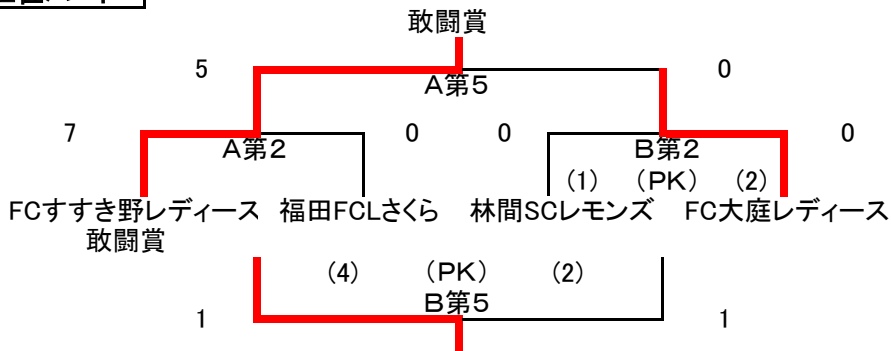 敢闘賞
5 0
A第5
7 0 0 0
A第2 B第2
(1) (PK) (2)
FCすすき野レディース 福田FCLさくら 林間SCレモンズ FC大庭レディース
敢闘賞
(4) (PK) (2)
B第5
1 1